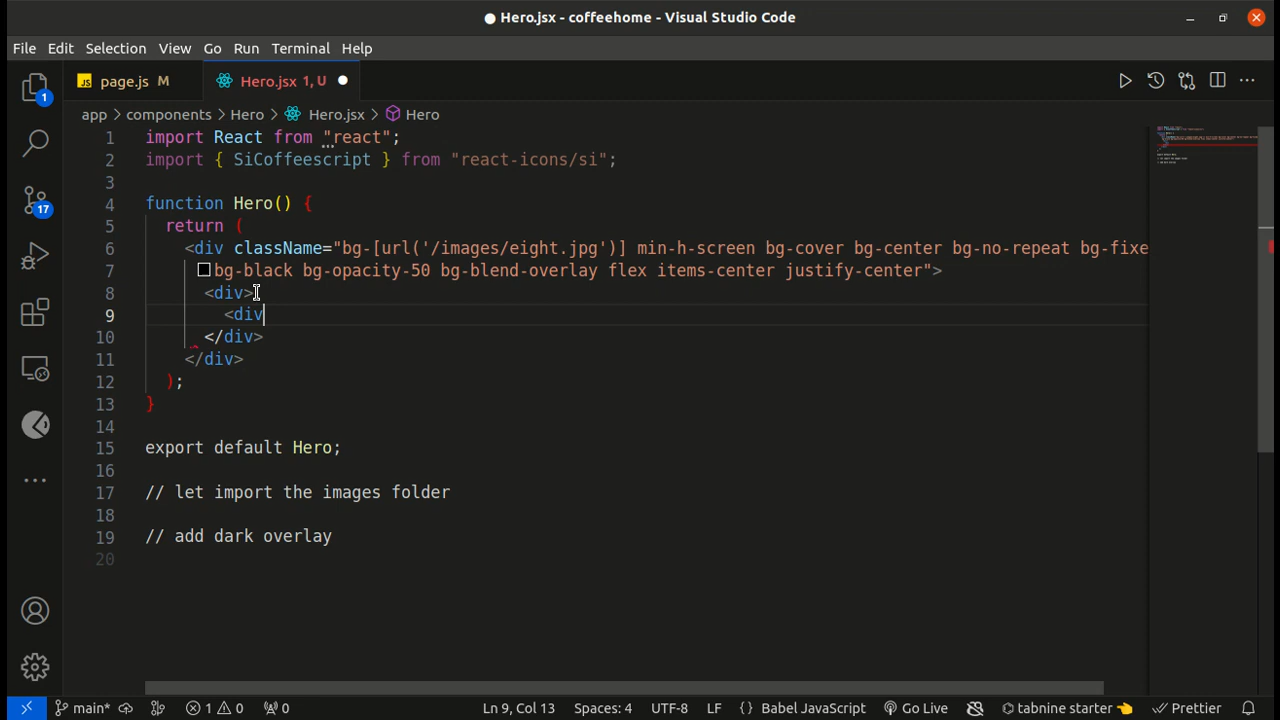 Hero.jsx - coffeehome - Visual Studio Code
File Edit Selection View Go Run Terminal Help
JS page.js M Hero.jsx 1, U
app > components > Hero > Hero.jsx > Hero
1 import React from "react";
2 import { SiCoffeescript } from "react-icons/si";
3
4 function Hero() {
5 return (
6 <div className="bg-[url('/images/eight.jpg')] min-h-screen bg-cover bg-center bg-no-repeat bg-fixe
7 bg-black bg-opacity-50 bg-blend-overlay flex items-center justify-center">
8 <div>
9 <div
10 </div>
11 </div>
12 );
13 }
14
15 export default Hero;
16
17 // let import the images folder
18
19 // add dark overlay
20
1
17
main* 1 0 0 Ln 9, Col 13 Spaces: 4 UTF-8 LF {} Babel JavaScript Go Live tabnine starter 👈 Prettier